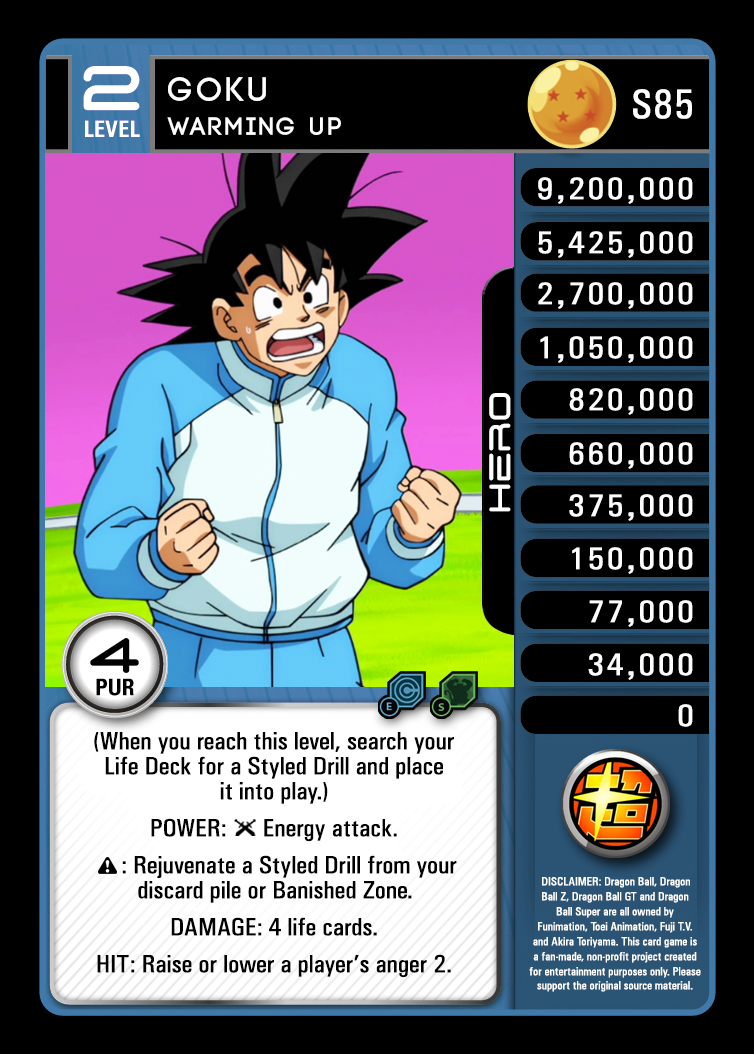 2
LEVEL
GOKU
WARMING UP
S85
9,200,000
5,425,000
2,700,000
1,050,000
820,000
660,000
375,000
150,000
77,000
34,000
0
HERO
4
PUR
E
S
(When you reach this level, search your
Life Deck for a Styled Drill and place
it into play.)
POWER: Energy attack.
: Rejuvenate a Styled Drill from your
discard pile or Banished Zone.
DAMAGE: 4 life cards.
HIT: Raise or lower a player's anger 2.
超
DISCLAIMER: Dragon Ball, Dragon
Ball Z, Dragon Ball GT and Dragon
Ball Super are all owned by
Funimation, Toei Animation, Fuji T.V.
and Akira Toriyama. This card game is
a fan-made, non-profit project created
for entertainment purposes only. Please
support the original source material.